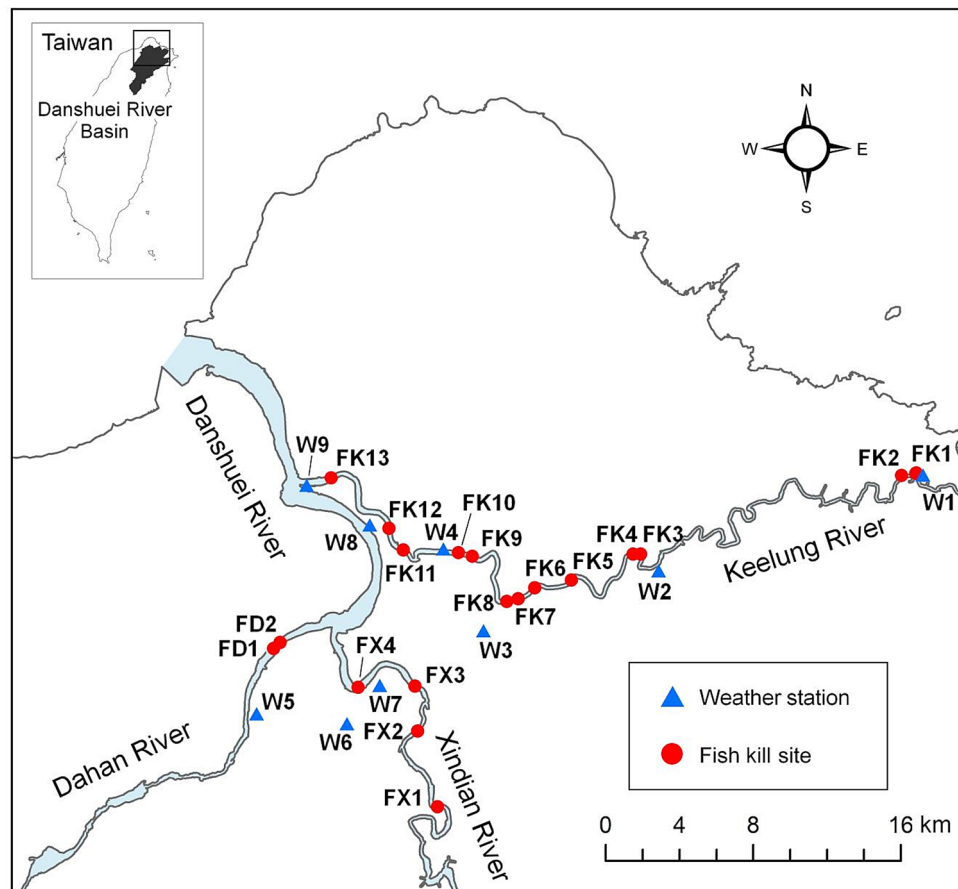 Taiwan
Danshuei River
Basin
N
W
E
S
Danshuei River
W9
FK13
FK2
FK1
W1
FK12
FK10
W4
FK9
W8
FK11
FK4
FK3
Keelung River
FK6
FK5
W2
FK8
FK7
FD2
FD1
W3
FX4
FX3
W7
W5
W6
FX2
Dahan River
Xindian River
FX1
Weather station
Fish kill site
0
4
8
16 km